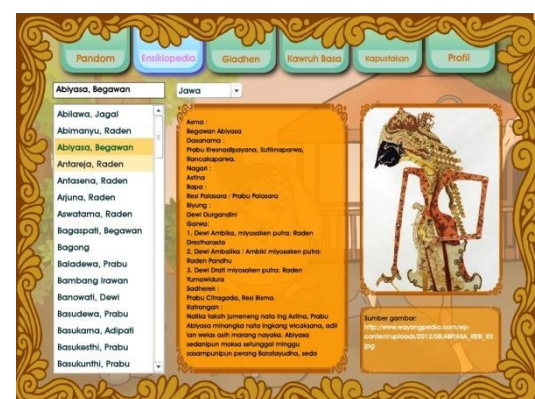 Pandom
Ensiklopedia
Gladhen
Kawruh Basa
Kapustakan
Profil
Abiyasa, Begawan
Jawa
Abilawa, Jagal
Abimanyu, Raden
Abiyasa, Begawan
Antareja, Raden
Antasena, Raden
Arjuna, Raden
Aswatama, Raden
Bagaspati, Begawan
Bagong
Baladewa, Prabu
Bambang Irawan
Banowati, Dewi
Basudewa, Prabu
Basukarna, Adipati
Basukesthi, Prabu
Basukunthi, Prabu
Asma :
Begawan Abiyasa
Dasanama :
Prabu Kresnadipayana, Sutiknaparwa,
Rancakaparwa.
Nagari :
Astina
Bapa :
Resi Palasara / Prabu Palasara
Biyung :
Dewi Durgandini
Garwa:
1. Dewi Ambika, miyosaken putra: Raden
Dresthorasta
2. Dewi Ambalika / Ambiki miyosaken putra:
Raden Pandhu
3. Dewi Drati miyosaken putra: Raden
Yumawidura
Sadherek :
Prabu Citragada, Resi Bisma.
Katrangan :
Nalika taksih jumeneng nata ing Astina, Prabu
Abiyasa minangka nata ingkang wicaksana, adil
lan welas asih marang nayaka. Abiyasa
sedanipun moksa setunggal minggu
sasampunipun perang Baratayudha, seda
Sumber gambar:
http://www.wayangpedia.com/wp-
content/uploads/2012/08/ABIYASA_RESI_KY.
jpg